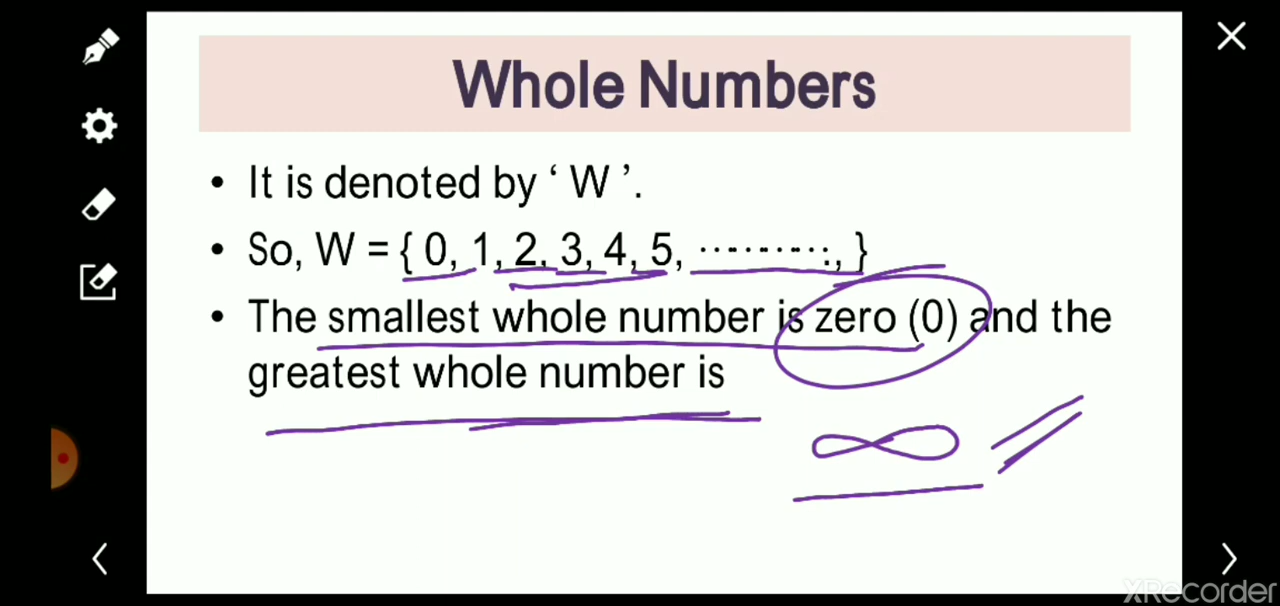 Whole Numbers
• It is denoted by ‘ W ’.
• So, W = { 0, 1, 2, 3, 4, 5, ··········, }
• The smallest whole number is zero (0) and the
greatest whole number is
∞
XRecorder